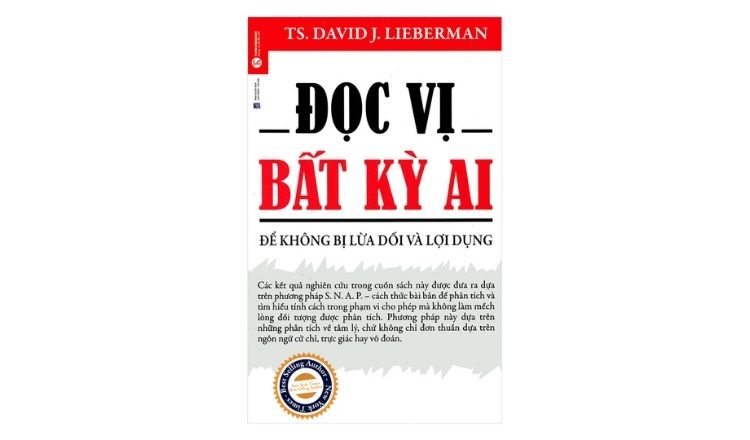 TS. DAVID J. LIEBERMAN
ĐỌC VỊ
BẤT KỲ AI
ĐỂ KHÔNG BỊ LỪA DỐI VÀ LỢI DỤNG
Các kết quả nghiên cứu trong cuốn sách này được đưa ra dựa
trên phương pháp S. N. A. P. – cách thức bài bản để phân tích và
tìm hiểu tính cách trong phạm vi cho phép mà không làm mếch
lòng đối tượng được phân tích. Phương pháp này dựa trên
những phân tích về tâm lý, chứ không chỉ đơn thuần dựa trên
ngôn ngữ cử chỉ, trực giác hay võ đoán.
Best Selling Author
New York Times